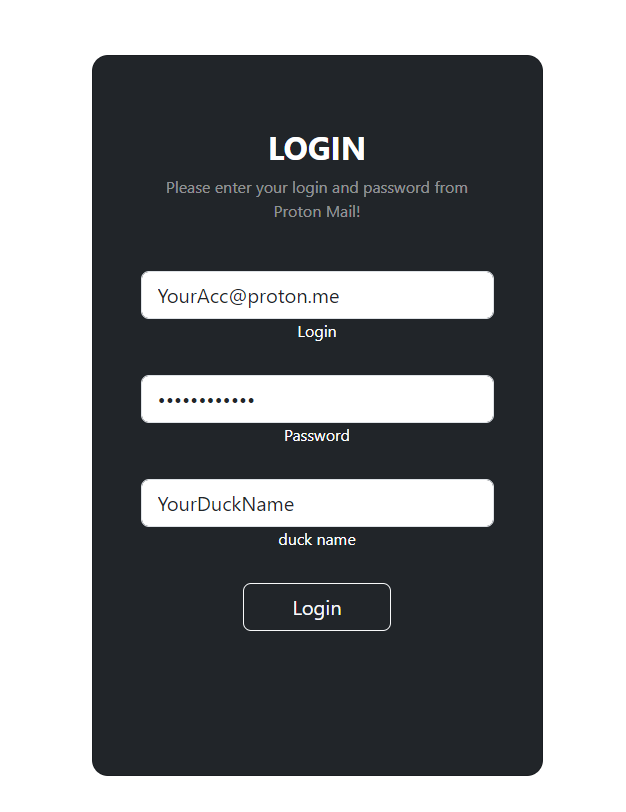 LOGIN
Please enter your login and password from
Proton Mail!
YourAcc@proton.me
Login
••••••••••••
Password
YourDuckName
duck name
Login